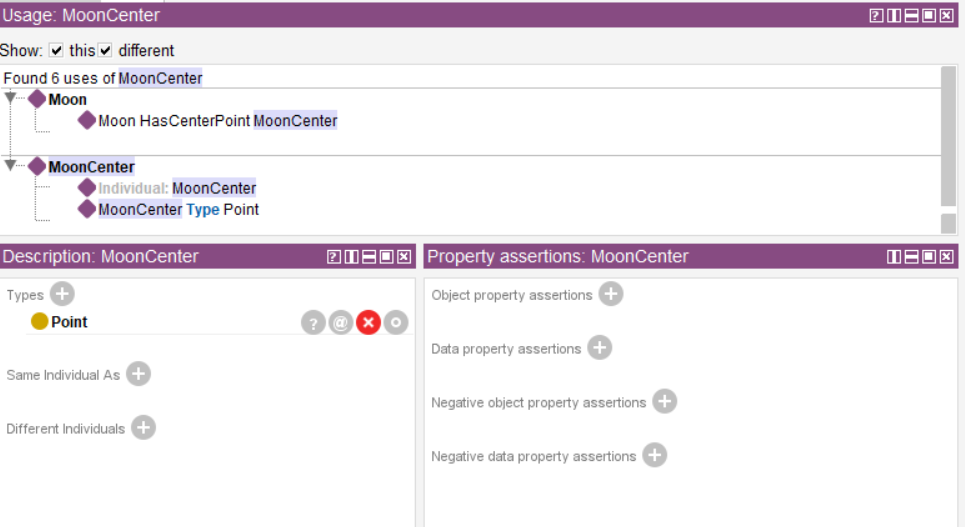 Usage: MoonCenter
Show: this different
Found 6 uses of MoonCenter
Moon
Moon HasCenterPoint MoonCenter
MoonCenter
Individual: MoonCenter
MoonCenter Type Point
Description: MoonCenter
Types
Point
Same Individual As
Different Individuals
Property assertions: MoonCenter
Object property assertions
Data property assertions
Negative object property assertions
Negative data property assertions